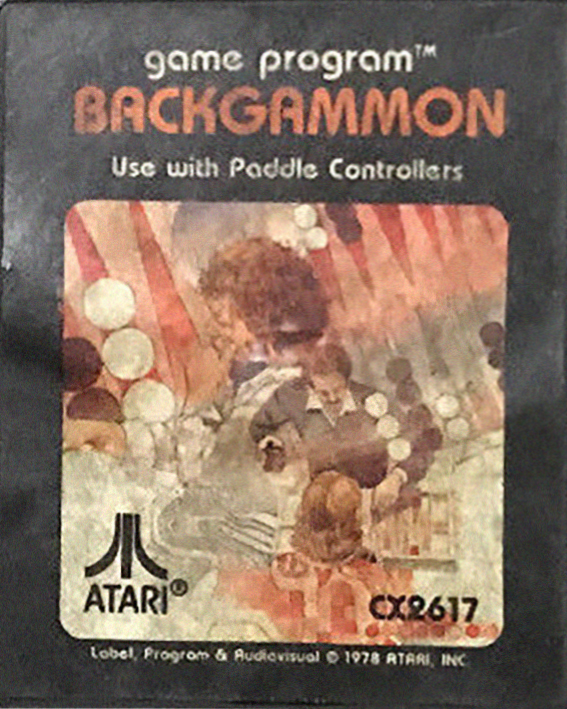 game program™
BACKGAMMON
Use with Paddle Controllers
ATARI®
CX2617
Label, Program & Audiovisual © 1978 ATARI, INC.